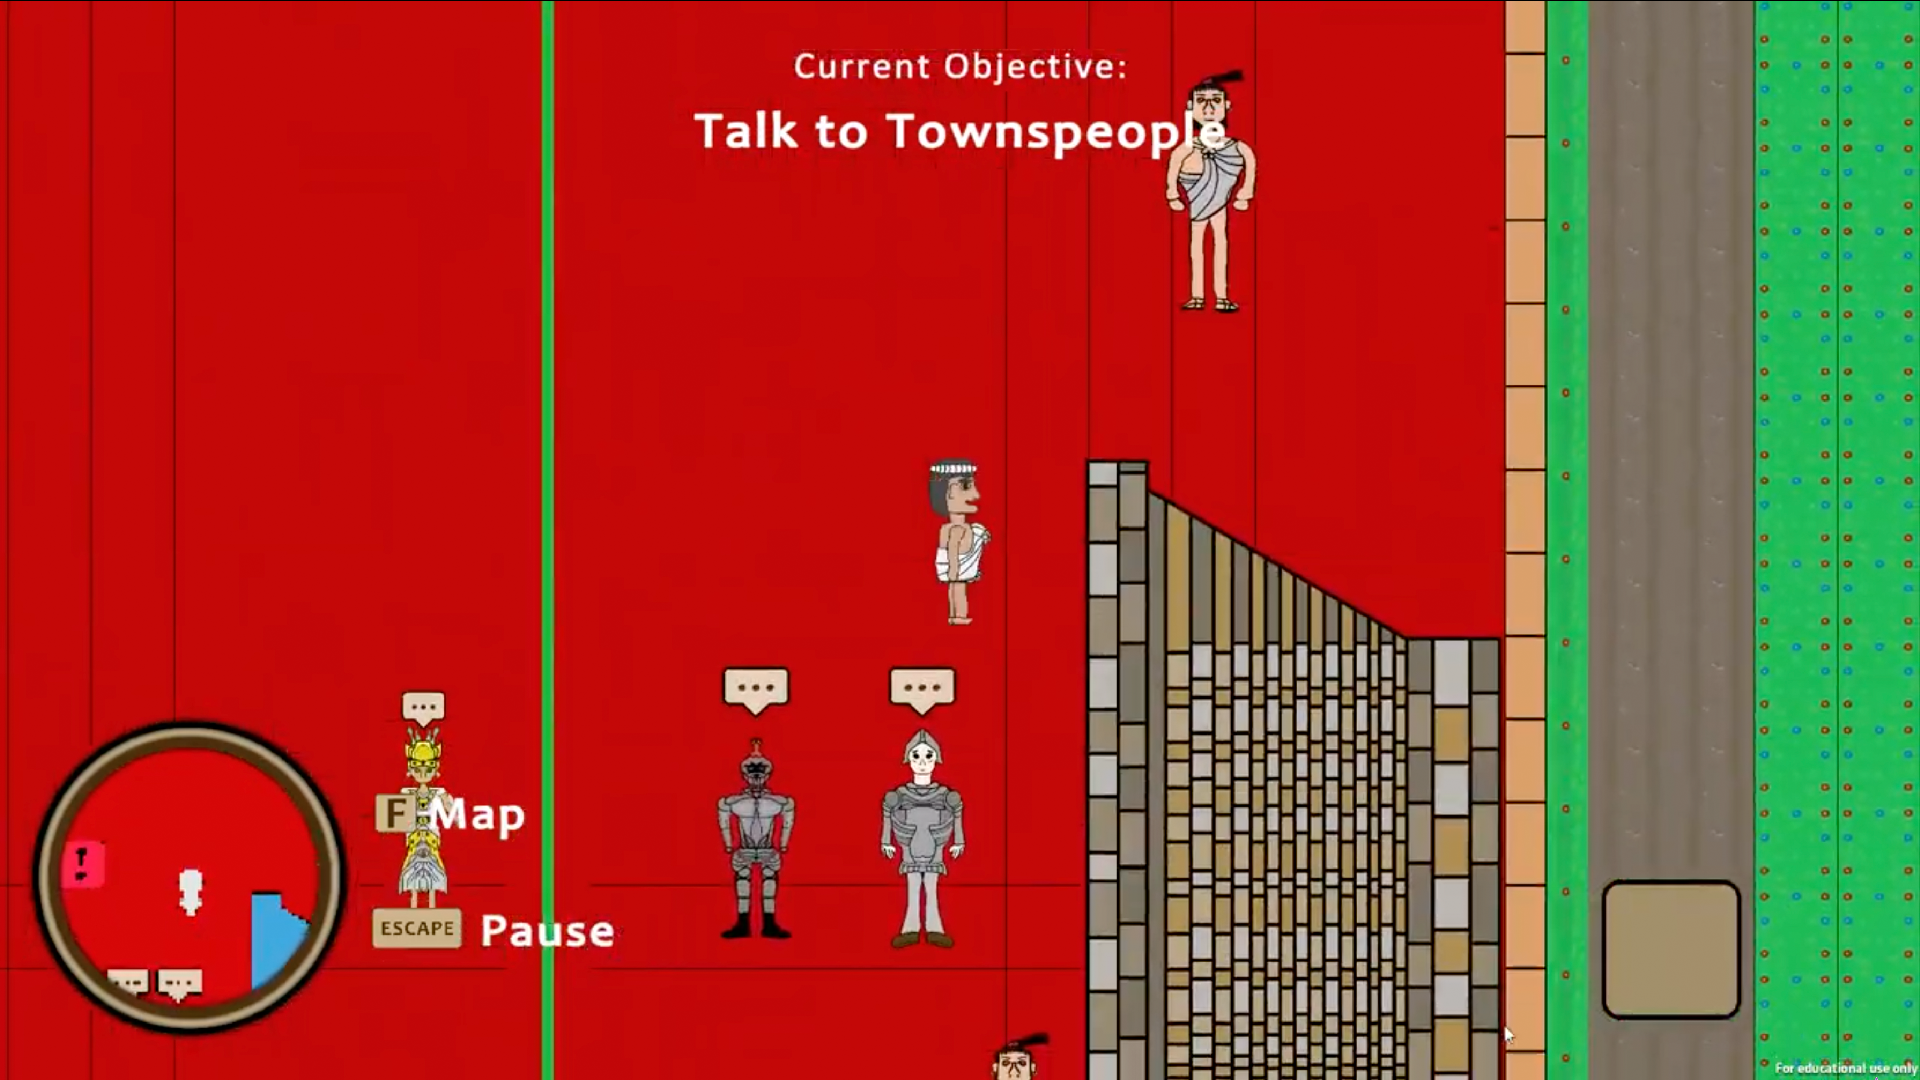 Current Objective:
Talk to Townspeople
F Map
ESCAPE Pause
For educational use only